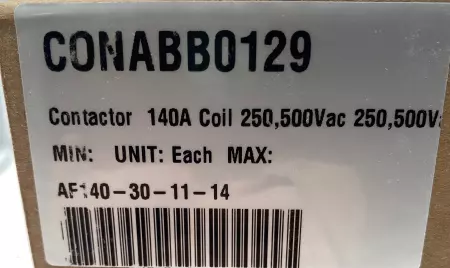 CONABB0129
Contactor 140A Coil 250,500Vac 250,500V
MIN: UNIT: Each MAX:
AF140-30-11-14